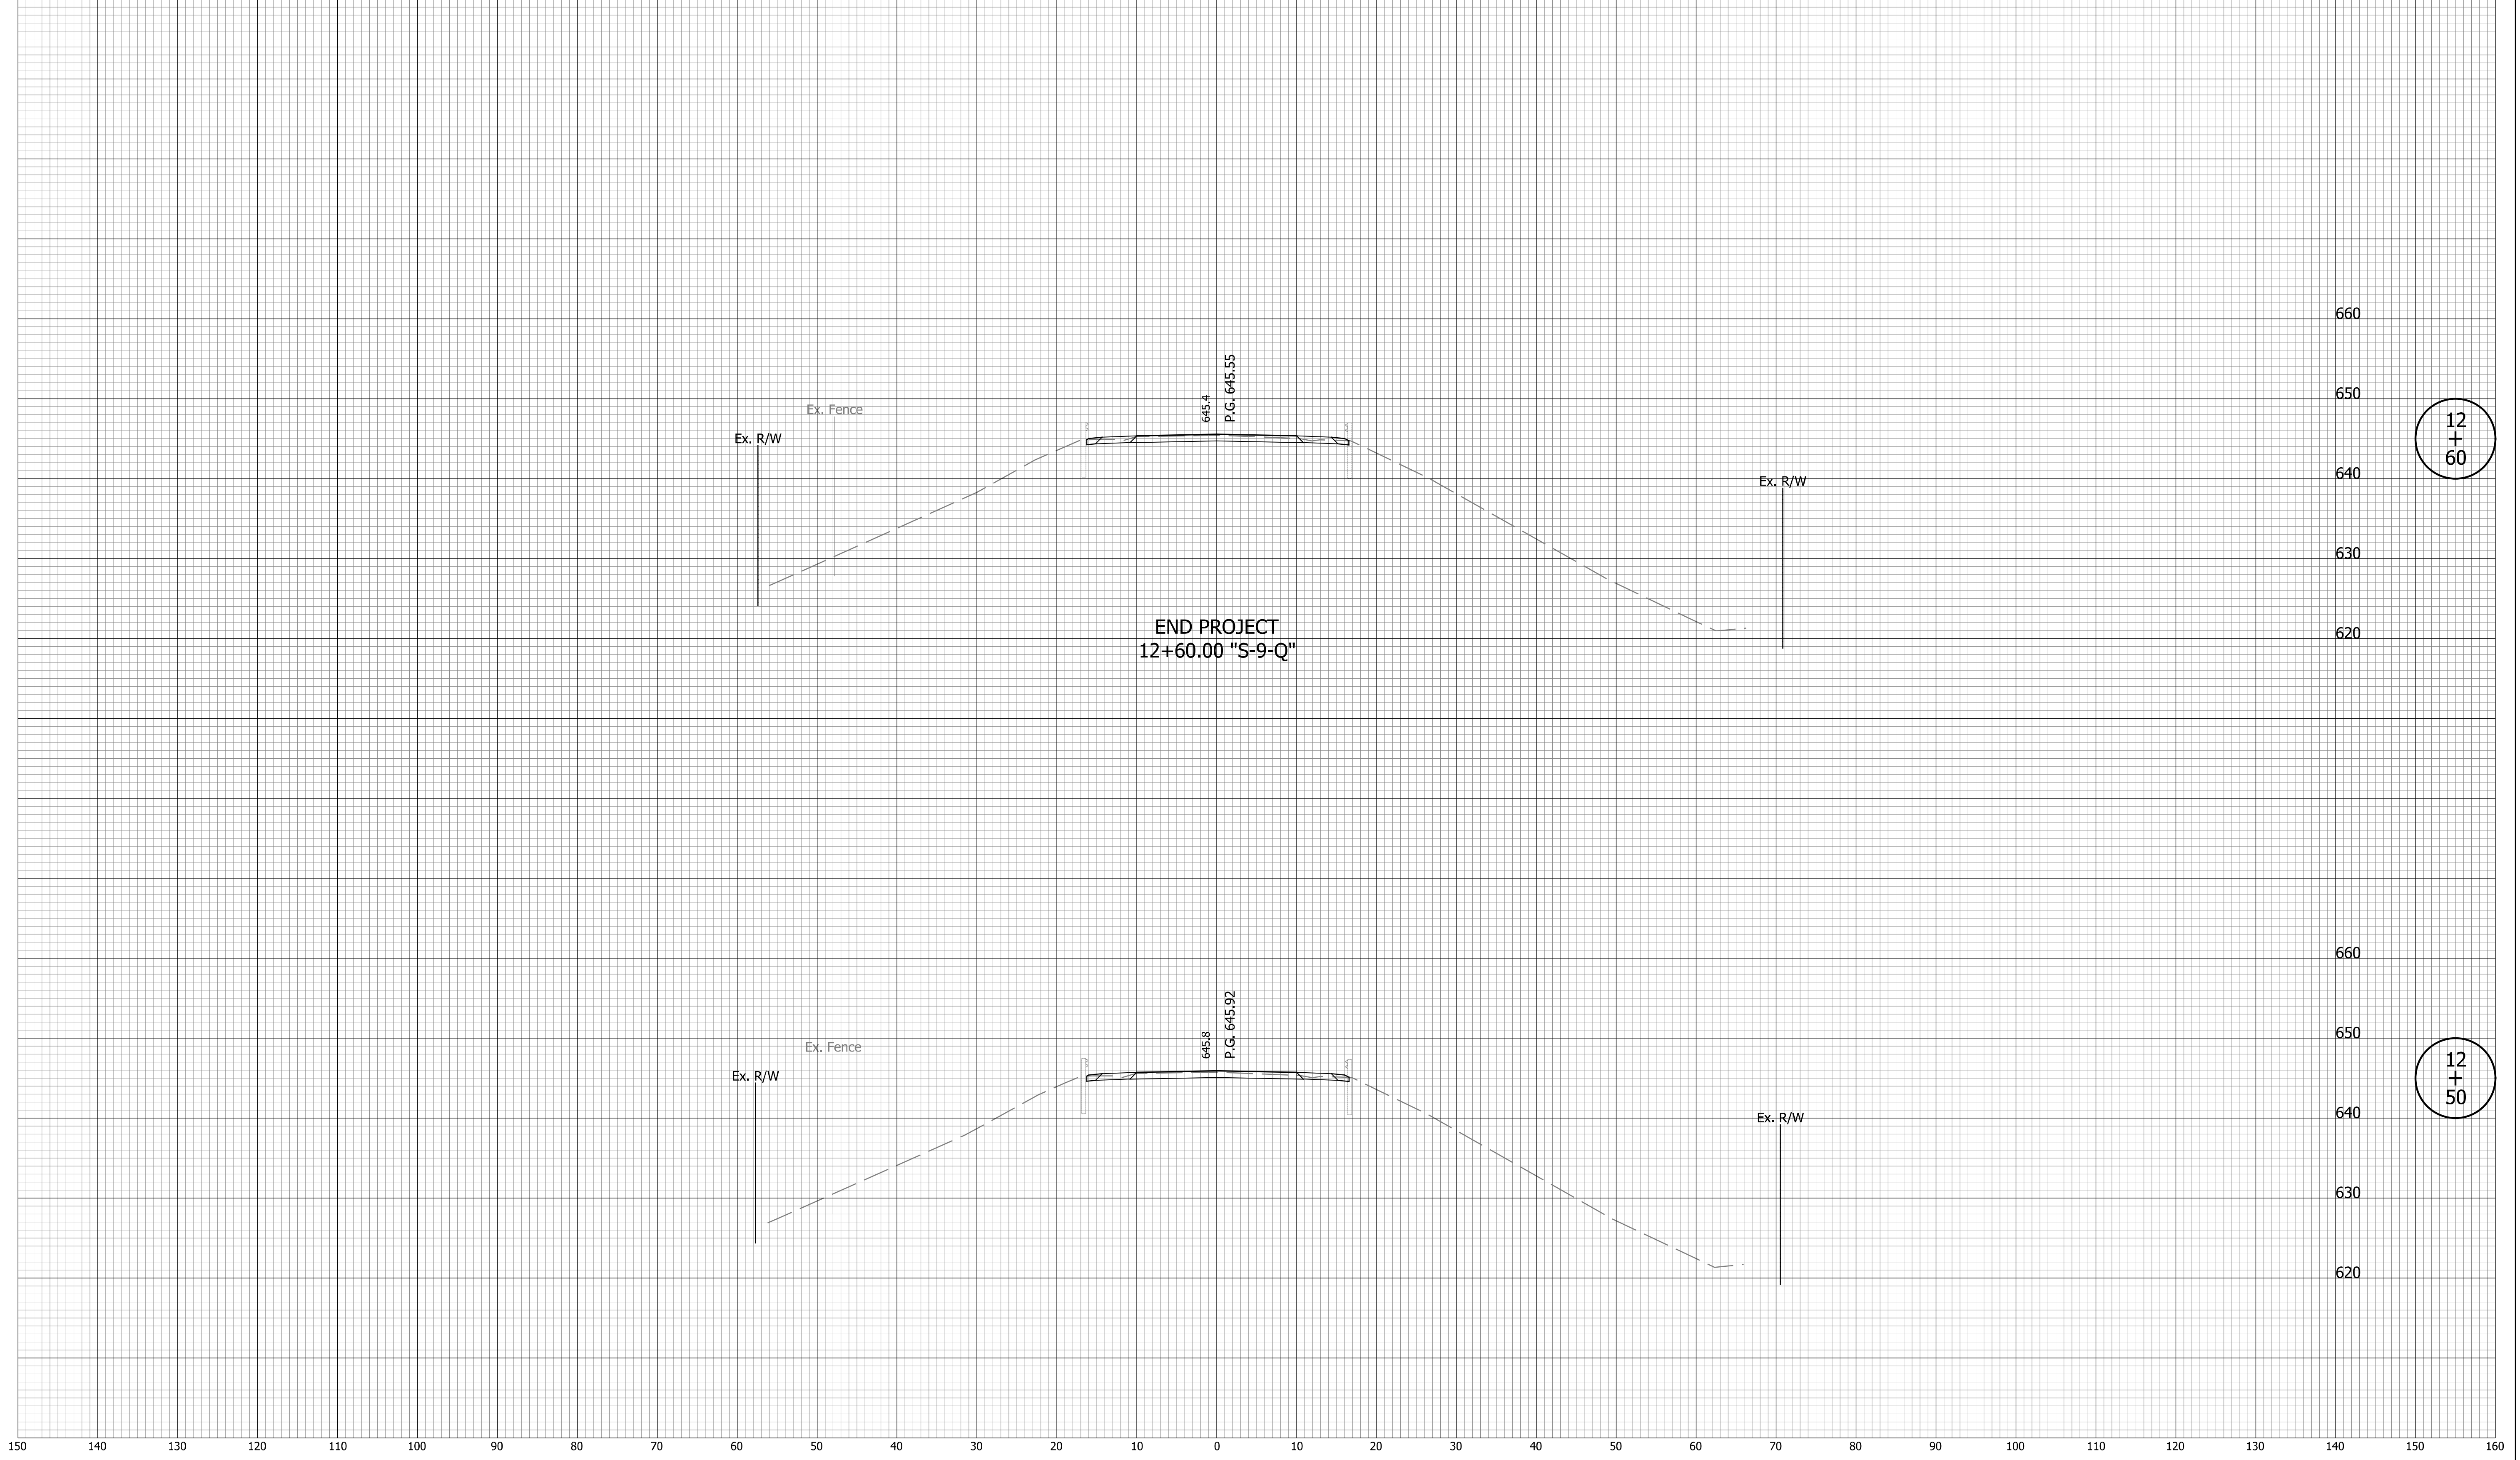 660
650
640
630
620
12
+
60
645.4
P.G. 645.55
Ex. Fence
Ex. R/W
Ex. R/W
END PROJECT
12+60.00 "S-9-Q"
660
650
640
630
620
12
+
50
645.8
P.G. 645.92
Ex. Fence
Ex. R/W
Ex. R/W
150 140 130 120 110 100 90 80 70 60 50 40 30 20 10 0 10 20 30 40 50 60 70 80 90 100 110 120 130 140 150 160